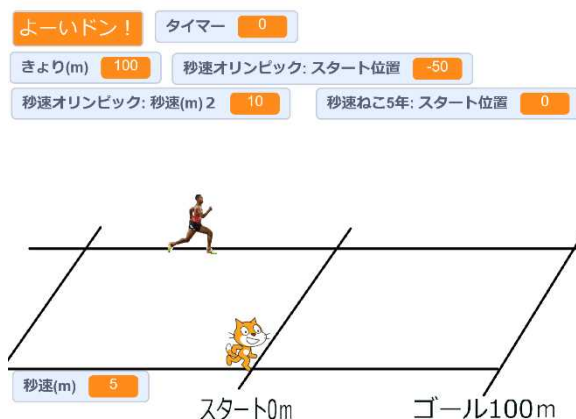 よーいドン！ タイマー 0
きょり(m) 100 秒速オリンピック: スタート位置 -50
秒速オリンピック: 秒速(m) 2 10 秒速ねこ5年: スタート位置 0
秒速(m) 5
スタート0m ゴール100m